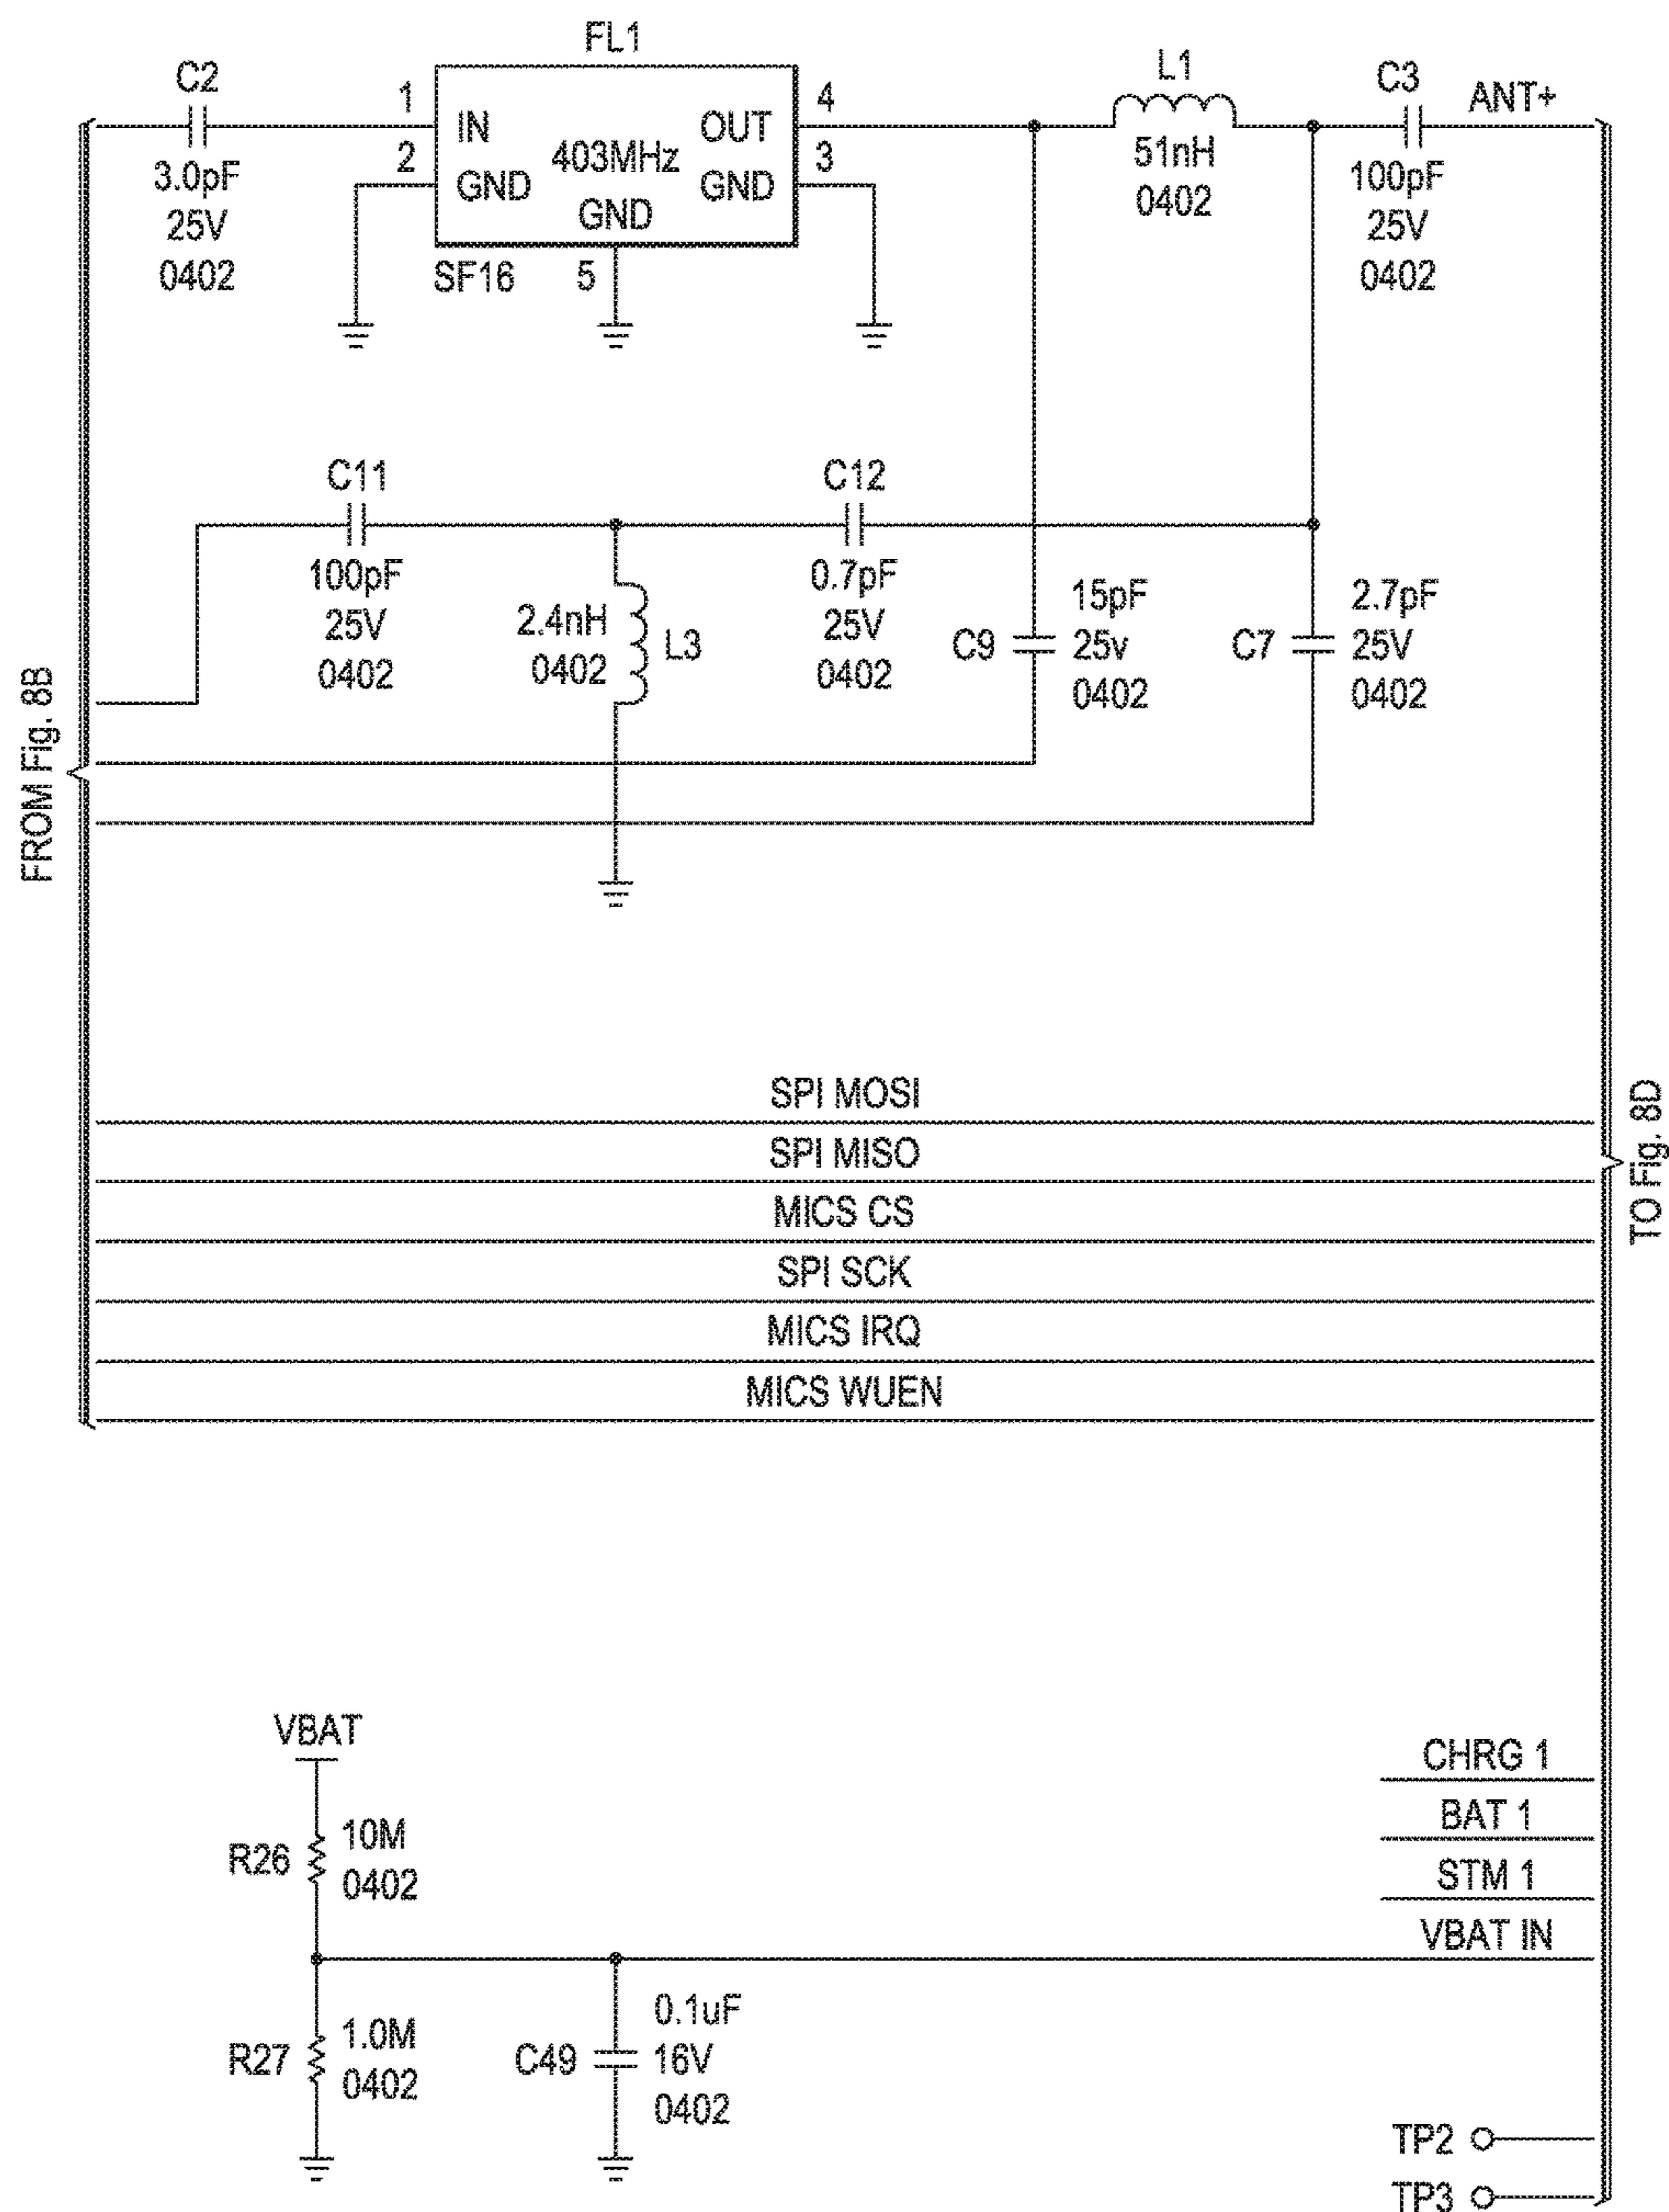 FL1
C2
3.0pF
25V
0402
1
2
IN
GND
403MHz
GND
OUT
GND
4
3
SF16
5
L1
51nH
0402
C3
100pF
25V
0402
ANT+
C11
100pF
25V
0402
2.4nH
0402
L3
C12
0.7pF
25V
0402
C9
15pF
25v
0402
C7
2.7pF
25V
0402
FROM Fig. 8B
SPI MOSI
SPI MISO
MICS CS
SPI SCK
MICS IRQ
MICS WUEN
TO Fig. 8D
VBAT
R26
10M
0402
R27
1.0M
0402
C49
0.1uF
16V
0402
CHRG 1
BAT 1
STM 1
VBAT IN
TP2
TP3